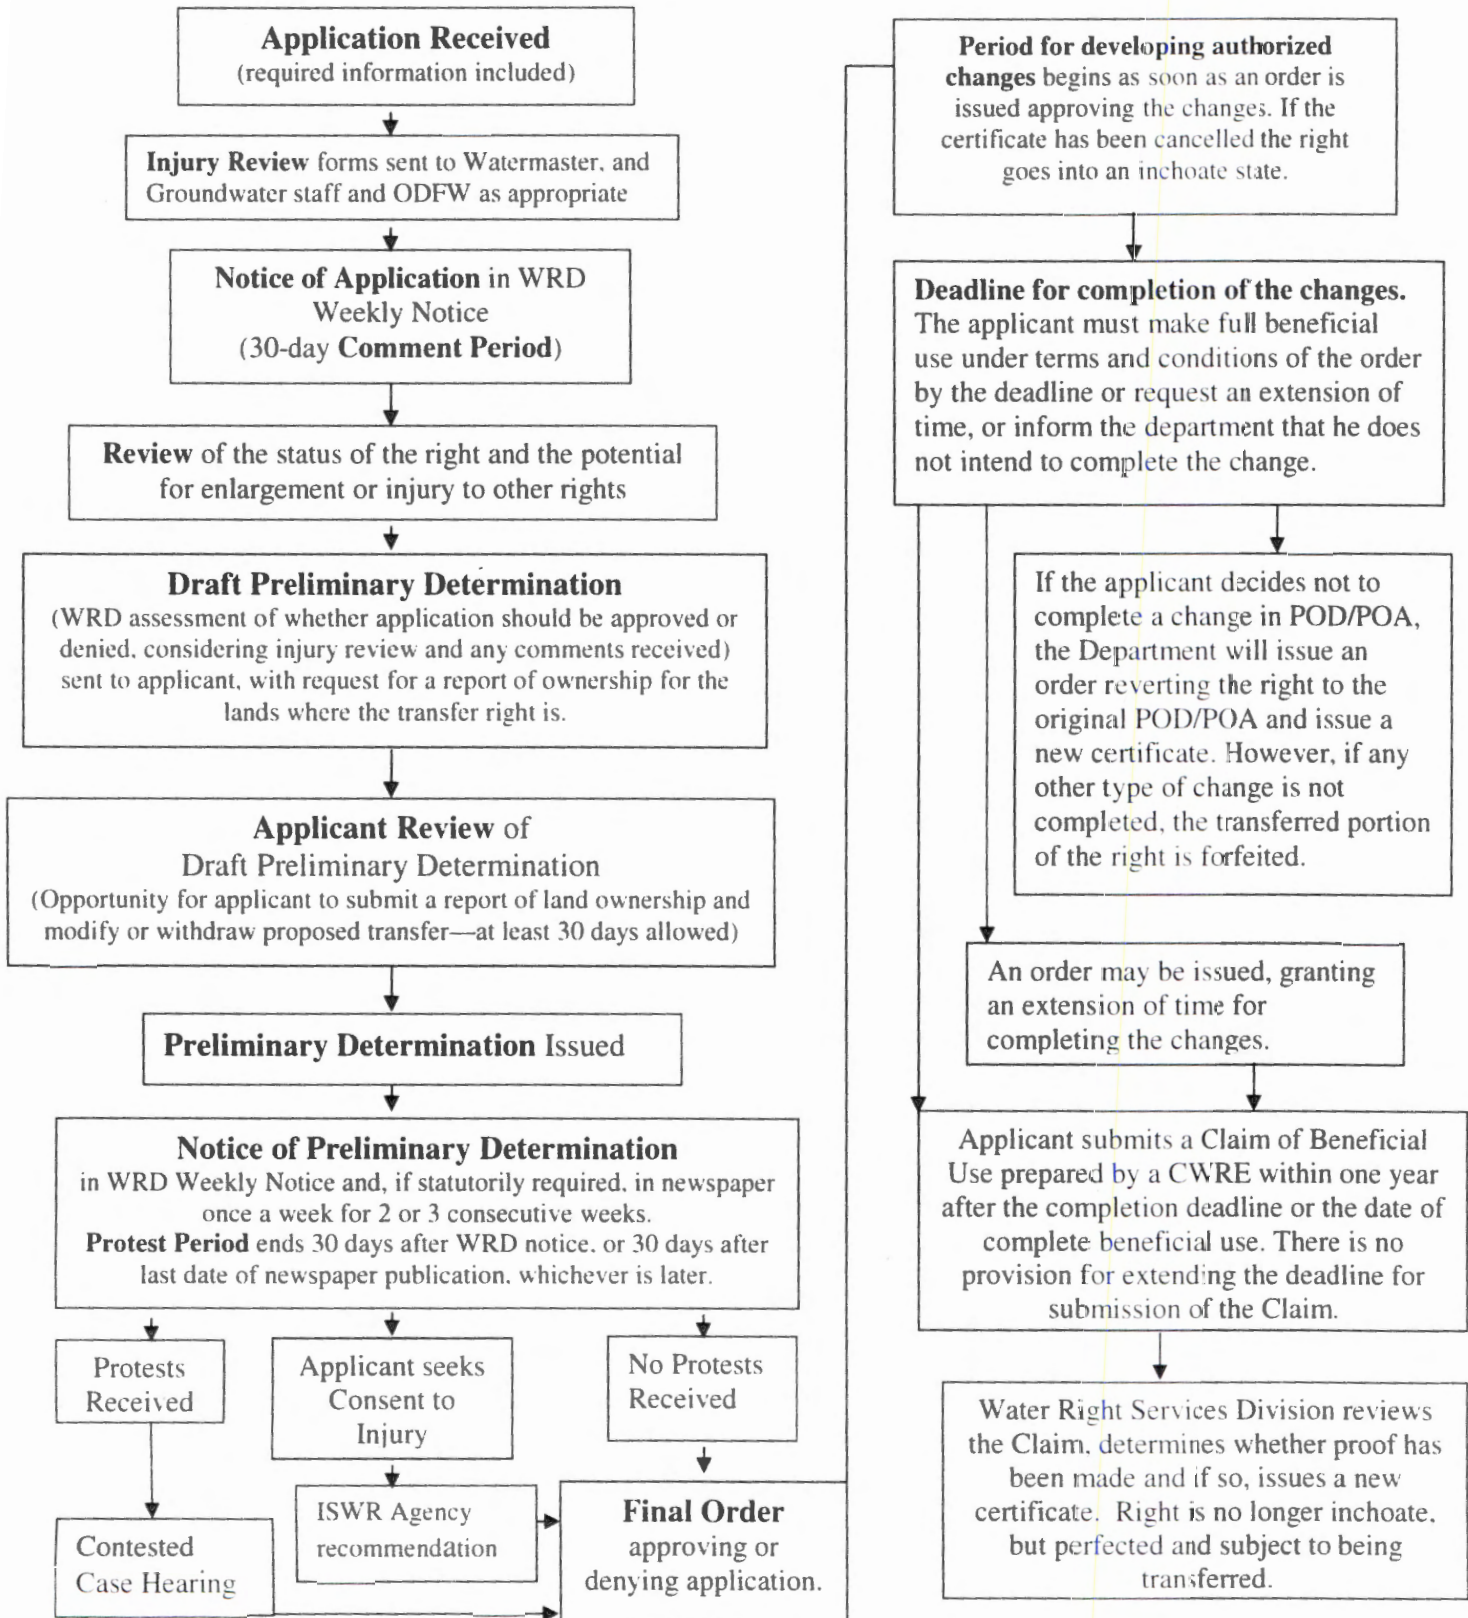 Application Received
(required information included)
Injury Review forms sent to Watermaster, and
Groundwater staff and ODFW as appropriate
Notice of Application in WRD
Weekly Notice
(30-day Comment Period)
Review of the status of the right and the potential
for enlargement or injury to other rights
Draft Preliminary Determination
(WRD assessment of whether application should be approved or
denied, considering injury review and any comments received)
sent to applicant, with request for a report of ownership for the
lands where the transfer right is.
Applicant Review of
Draft Preliminary Determination
(Opportunity for applicant to submit a report of land ownership and
modify or withdraw proposed transfer—at least 30 days allowed)
Preliminary Determination Issued
Notice of Preliminary Determination
in WRD Weekly Notice and, if statutorily required, in newspaper
once a week for 2 or 3 consecutive weeks.
Protest Period ends 30 days after WRD notice, or 30 days after
last date of newspaper publication, whichever is later.
Protests
Received
Applicant seeks
Consent to
Injury
No Protests
Received
Contested
Case Hearing
ISWR Agency
recommendation
Final Order
approving or
denying application.
Period for developing authorized
changes begins as soon as an order is
issued approving the changes. If the
certificate has been cancelled the right
goes into an inchoate state.
Deadline for completion of the changes.
The applicant must make full beneficial
use under terms and conditions of the order
by the deadline or request an extension of
time, or inform the department that he does
not intend to complete the change.
If the applicant decides not to
complete a change in POD/POA,
the Department will issue an
order reverting the right to the
original POD/POA and issue a
new certificate. However, if any
other type of change is not
completed, the transferred portion
of the right is forfeited.
An order may be issued, granting
an extension of time for
completing the changes.
Applicant submits a Claim of Beneficial
Use prepared by a CWRE within one year
after the completion deadline or the date of
complete beneficial use. There is no
provision for extending the deadline for
submission of the Claim.
Water Right Services Division reviews
the Claim, determines whether proof has
been made and if so, issues a new
certificate. Right is no longer inchoate,
but perfected and subject to being
transferred.